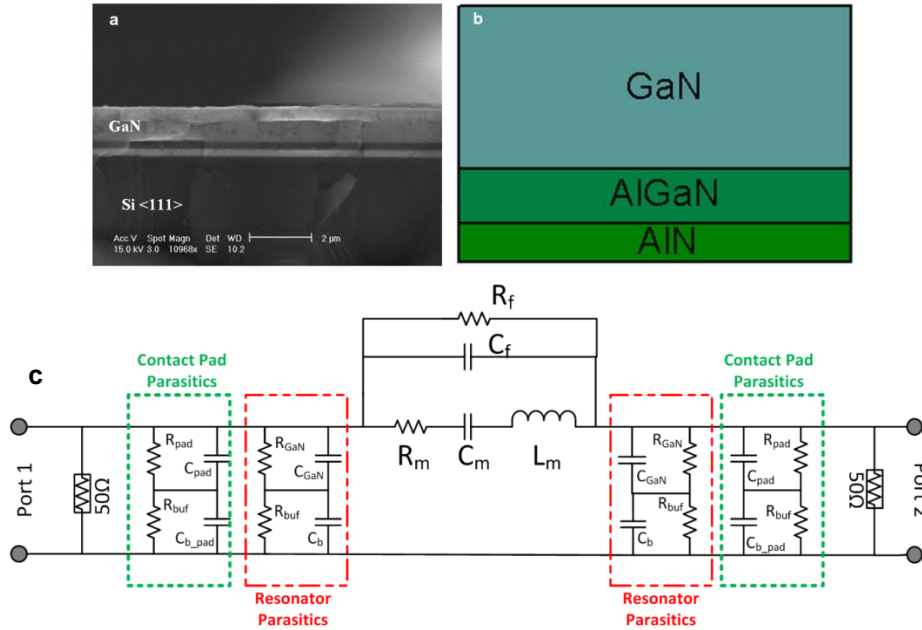 a
GaN
Si <111>
Acc.V Spot Magn Det WD
15.0 kV 3.0 10968x SE 10.2
2 µm
b
GaN
AlGaN
AlN
c
Rf
Cf
Rm Cm Lm
Contact Pad
Parasitics
Contact Pad
Parasitics
Port 1
50Ω
Rpad
Cpad
Rbuf
Cb_pad
RGaN
CGaN
Rbuf
Cb
Resonator
Parasitics
RGaN
CGaN
Rbuf
Cb
Resonator
Parasitics
Rpad
Cpad
Rbuf
Cb_pad
50Ω
Port 2